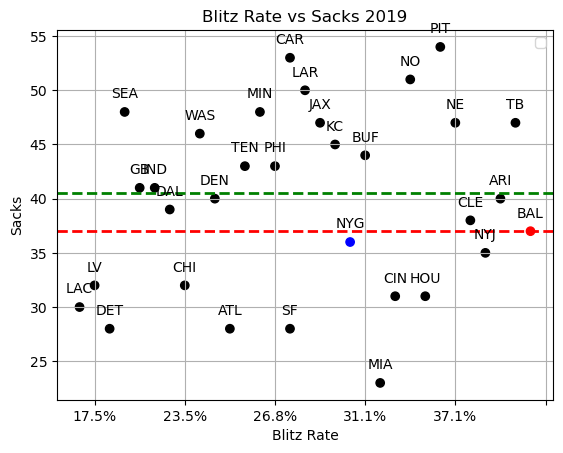 Blitz Rate vs Sacks 2019
PIT
55
CAR
NO
LAR
50
SEA
MIN
JAX
NE
TB
WAS
KC
45
TEN
PHI
BUF
GB
IND
DEN
ARI
40
DAL
CLE
BAL
NYG
NYJ
Sacks
35
LV
CHI
LAC
CIN
HOU
30
DET
ATL
SF
MIA
25
17.5%
23.5%
26.8%
31.1%
37.1%
Blitz Rate